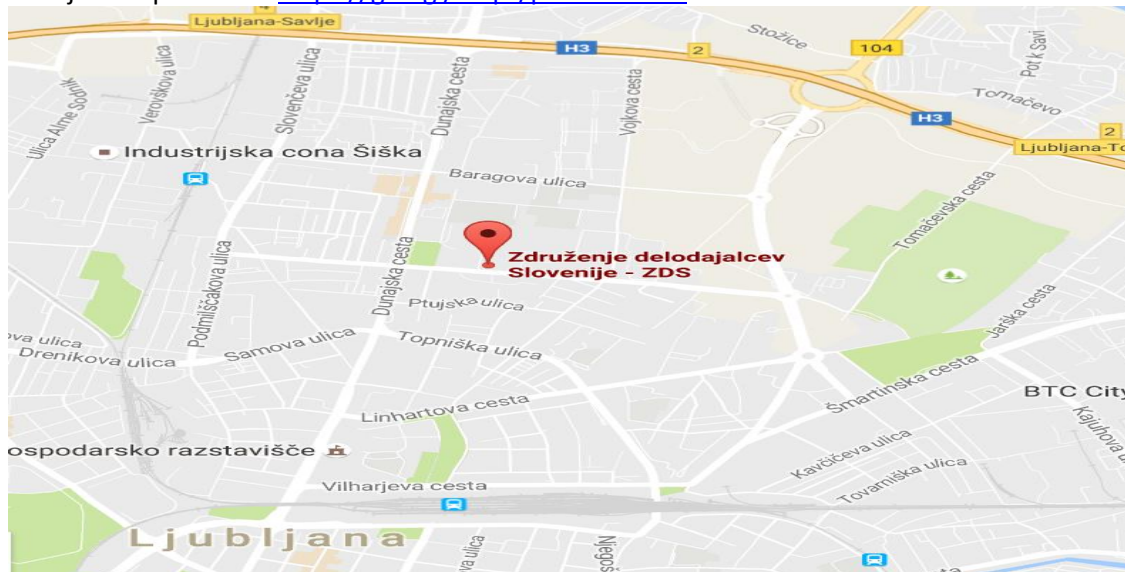 4
Ljubljana-Savlje
H3
2
Stožice
104
Pot k Savi
Tomačevo
H3
2
Ljubljana-To
Ulica Alme Sodnik
Verovškova ulica
Slovenčeva ulica
Dunajska cesta
Vojkova cesta
Industrijska cona Šiška
Baragova ulica
Tomačevska cesta
Združenje delodajalcev
Slovenije - ZDS
Podmilščakova ulica
Dunajska cesta
Ptujska ulica
Jarška cesta
ova ulica
Drenikova ulica
Samova ulica
Topniška ulica
Linhartova cesta
Šmartinska cesta
BTC City
Kajuhova u
ospodarsko razstavišče
Kavčičeva ulica
Tovarniška ulica
Vilharjeva cesta
Ljubljana
ulica
Njegoš